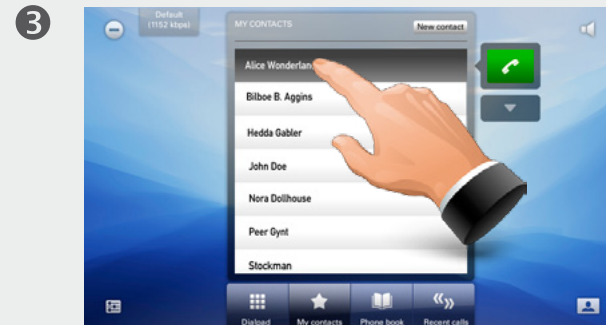 3
Default
(1152 kbps)
MY CONTACTS
New contact
Alice Wonderlan
Bilboe B. Aggins
Hedda Gabler
John Doe
Nora Dollhouse
Peer Gynt
Stockman
Dialpad My contacts Phone book Recent calls